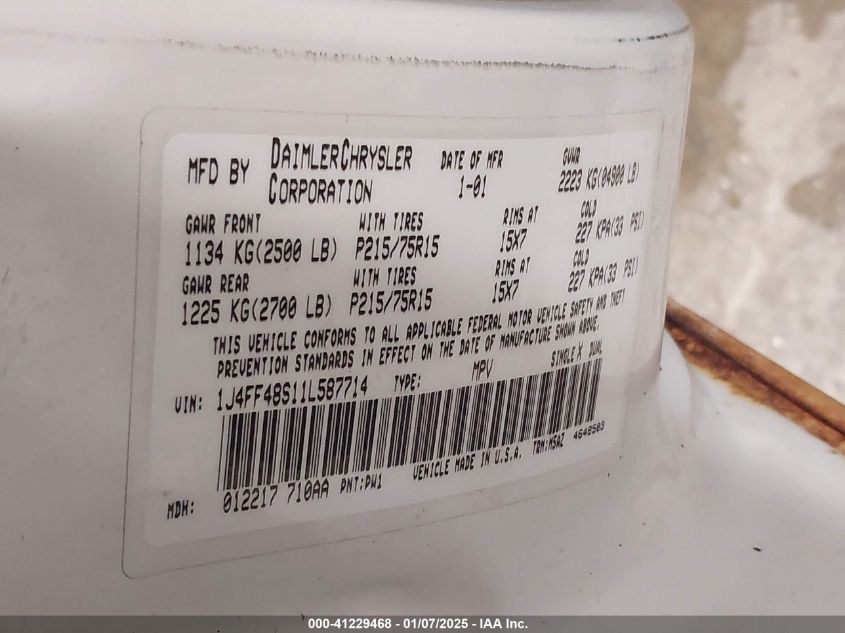 MFD BY DAIMLERCHRYSLER CORPORATION DATE OF MFR 1-01 GVWR 2223 KG(04900 LB)
GAWR FRONT WITH TIRES RIMS AT COLD
1134 KG(2500 LB) P215/75R15 15X7 227 KPA(33 PSI)
GAWR REAR WITH TIRES RIMS AT COLD
1225 KG(2700 LB) P215/75R15 15X7 227 KPA(33 PSI)
THIS VEHICLE CONFORMS TO ALL APPLICABLE FEDERAL MOTOR VEHICLE SAFETY AND THEFT
PREVENTION STANDARDS IN EFFECT ON THE DATE OF MANUFACTURE SHOWN ABOVE.
VIN: 1J4FF48S11L587714 TYPE: MPV SINGLE X DUAL
MDH: 012217 710AA PNT:PW1 VEHICLE MADE IN U.S.A. TRM:MSAZ 4648503
000-41229468 - 01/07/2025 - IAA Inc.